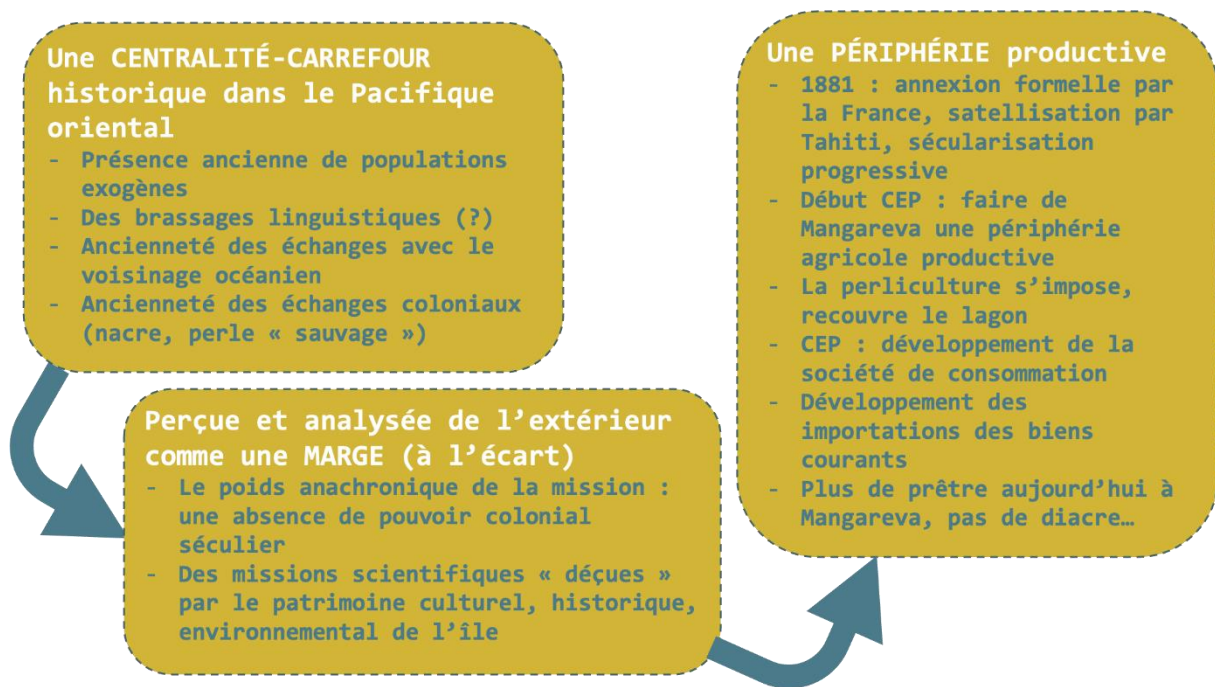 Une CENTRALITÉ-CARREFOUR
historique dans le Pacifique
oriental
- Présence ancienne de populations
exogènes
- Des brassages linguistiques (?)
- Ancienneté des échanges avec le
voisinage océanien
- Ancienneté des échanges coloniaux
(nacre, perle « sauvage »)
Perçue et analysée de l’extérieur
comme une MARGE (à l’écart)
- Le poids anachronique de la mission :
une absence de pouvoir colonial
séculier
- Des missions scientifiques « déçues »
par le patrimoine culturel, historique,
environnemental de l’île
Une PÉRIPHÉRIE productive
- 1881 : annexion formelle par
la France, satellisation par
Tahiti, sécularisation
progressive
- Début CEP : faire de
Mangareva une périphérie
agricole productive
- La perliculture s’impose,
recouvre le lagon
- CEP : développement de la
société de consommation
- Développement des
importations des biens
courants
- Plus de prêtre aujourd’hui à
Mangareva, pas de diacre…